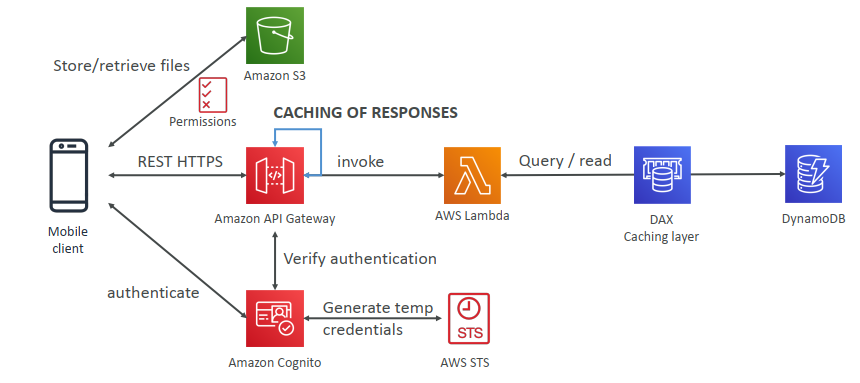 Store/retrieve files
Amazon S3
Permissions
CACHING OF RESPONSES
REST HTTPS
invoke
Query / read
Mobile
client
Amazon API Gateway
AWS Lambda
DAX
Caching layer
DynamoDB
Verify authentication
authenticate
Generate temp
credentials
STS
Amazon Cognito
AWS STS